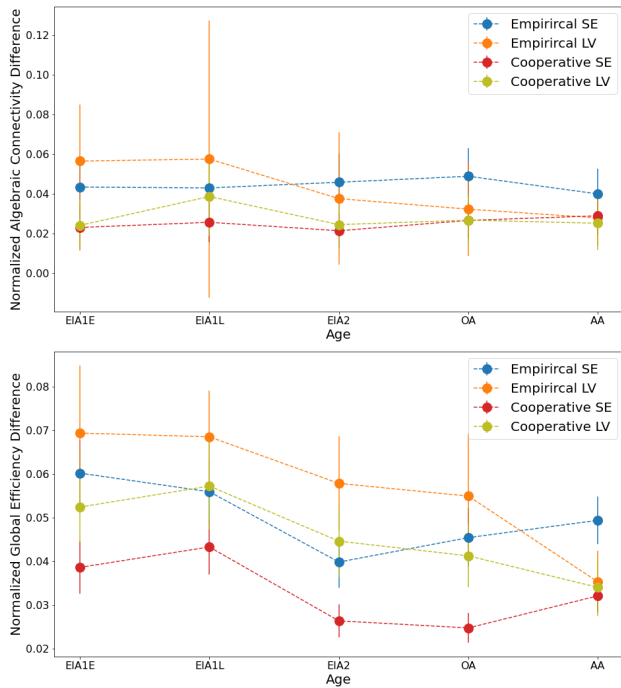 Normalized Algebraic Connectivity Difference
0.12
0.10
0.08
0.06
0.04
0.02
0.00
Empirircal SE
Empirircal LV
Cooperative SE
Cooperative LV
EIA1E EIA1L EIA2 OA AA
Age
Normalized Global Efficiency Difference
0.08
0.07
0.06
0.05
0.04
0.03
0.02
Empirircal SE
Empirircal LV
Cooperative SE
Cooperative LV
EIA1E EIA1L EIA2 OA AA
Age